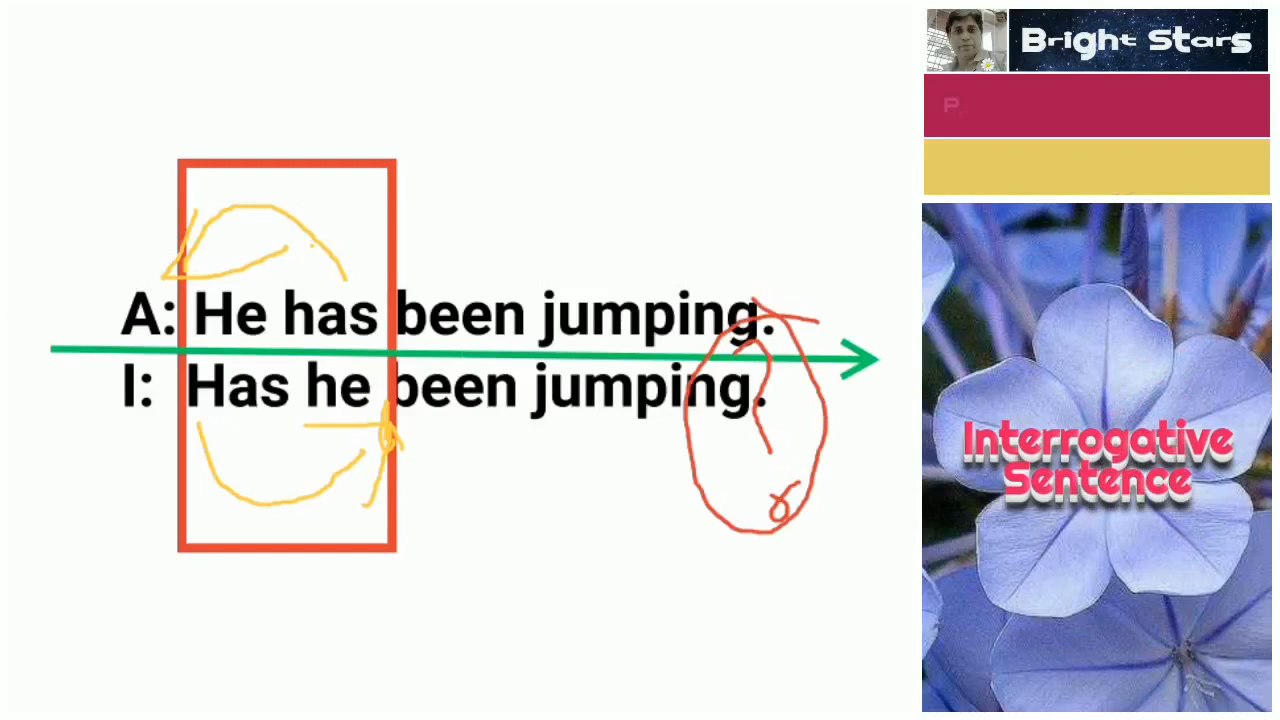 Bright Stars
P
A: He has been jumping.
I: Has he been jumping.
?
Interrogative
Sentence